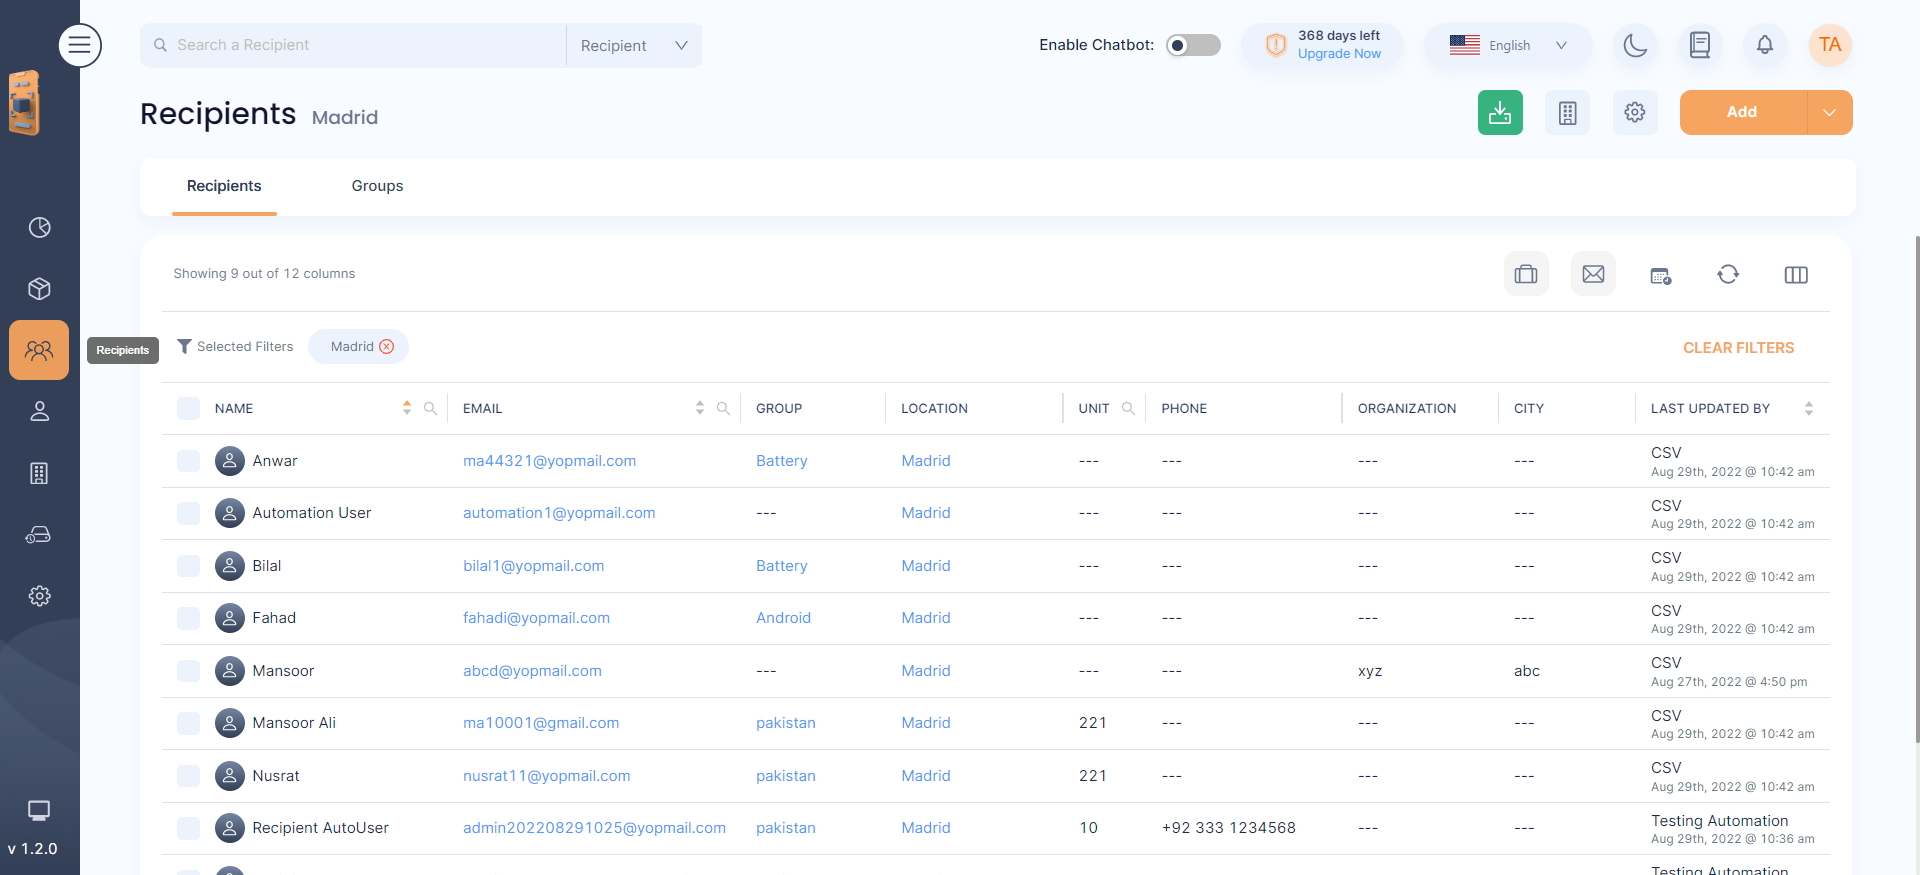 Search a Recipient
Recipient
Enable Chatbot:
368 days left
Upgrade Now
English
TA
Recipients Madrid
Add
Recipients Groups
Showing 9 out of 12 columns
Recipients
Selected Filters Madrid CLEAR FILTERS
NAME EMAIL GROUP LOCATION UNIT PHONE ORGANIZATION CITY LAST UPDATED BY
Anwar ma44321@yopmail.com Battery Madrid --- --- --- --- CSV
Aug 29th, 2022 @ 10:42 am
Automation User automation1@yopmail.com --- Madrid --- --- --- --- CSV
Aug 29th, 2022 @ 10:42 am
Bilal bilal1@yopmail.com Battery Madrid --- --- --- --- CSV
Aug 29th, 2022 @ 10:42 am
Fahad fahadi@yopmail.com Android Madrid --- --- --- --- CSV
Aug 29th, 2022 @ 10:42 am
Mansoor abcd@yopmail.com --- Madrid --- --- xyz abc CSV
Aug 27th, 2022 @ 4:50 pm
Mansoor Ali ma10001@gmail.com pakistan Madrid 221 --- --- --- CSV
Aug 29th, 2022 @ 10:42 am
Nusrat nusrat11@yopmail.com pakistan Madrid 221 --- --- --- CSV
Aug 29th, 2022 @ 10:42 am
Recipient AutoUser admin202208291025@yopmail.com pakistan Madrid 10 +92 333 1234568 --- --- Testing Automation
Aug 29th, 2022 @ 10:36 am
Testing Automation
v 1.2.0